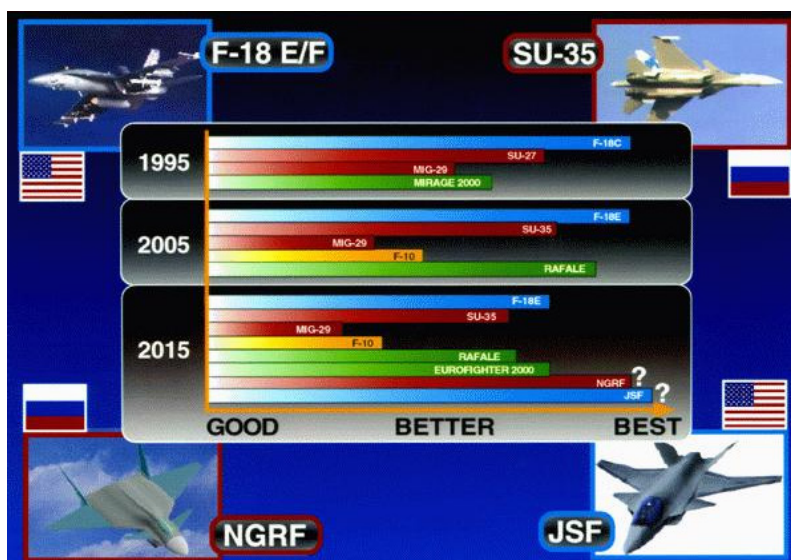 F-18 E/F
SU-35
1995
F-18C
SU-27
MIG-29
MIRAGE 2000
2005
F-18E
SU-35
MIG-29
F-10
RAFALE
2015
F-18E
SU-35
MIG-29
F-10
RAFALE
EUROFIGHTER 2000
NGRF ?
JSF ?
GOOD BETTER BEST
NGRF
JSF